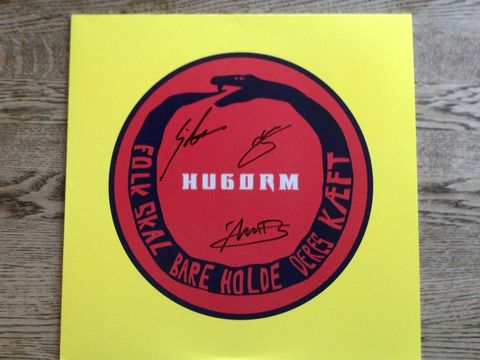 HUGORM
FOLK SKAL BARE HOLDE DERES KÆFT